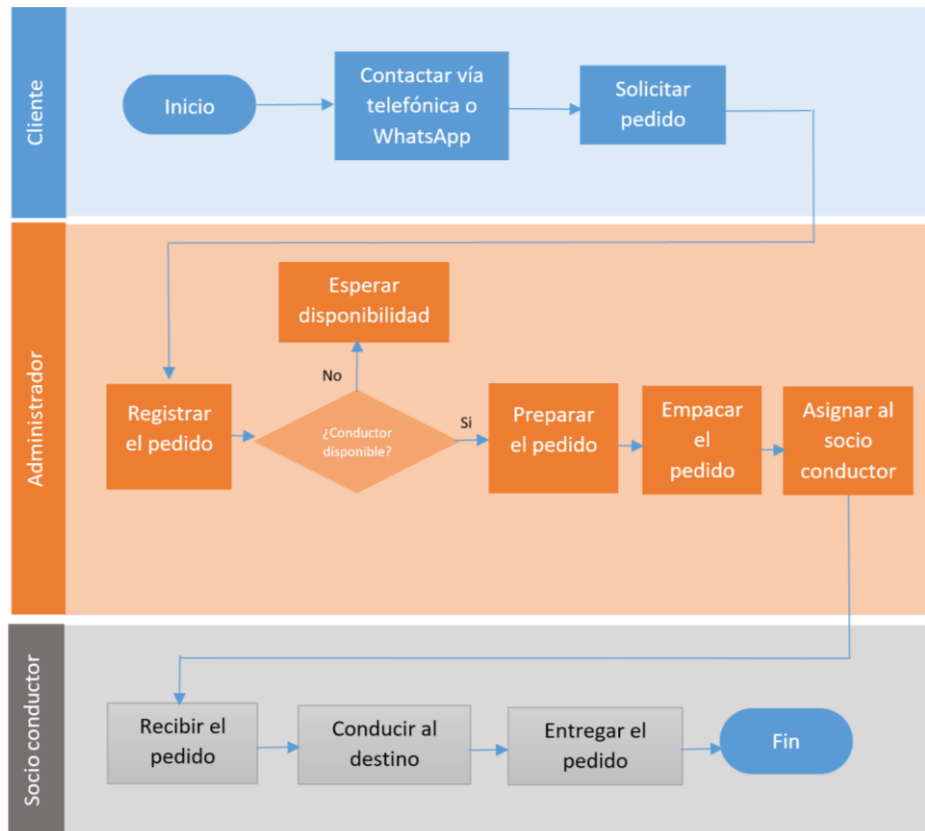 Cliente
Inicio
Contactar vía
telefónica o
WhatsApp
Solicitar
pedido
Administrador
Esperar
disponibilidad
No
Registrar
el pedido
¿Conductor
disponible?
Si
Preparar
el pedido
Empacar
el
pedido
Asignar al
socio
conductor
Socio conductor
Recibir el
pedido
Conducir al
destino
Entregar el
pedido
Fin